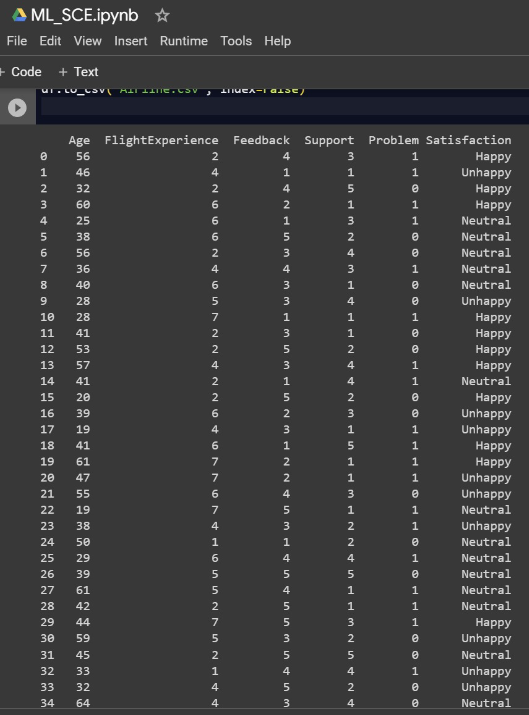 ML_SCE.ipynb
File Edit View Insert Runtime Tools Help
+ Code + Text
df.to_csv( 'Airline.csv', index=False)
Age FlightExperience Feedback Support Problem Satisfaction
0 56 2 4 3 1 Happy
1 46 4 1 1 1 Unhappy
2 32 2 4 5 0 Happy
3 60 6 2 1 1 Happy
4 25 6 1 3 1 Neutral
5 38 6 5 2 0 Neutral
6 56 2 3 4 0 Neutral
7 36 4 4 3 1 Neutral
8 40 6 3 1 0 Neutral
9 28 5 3 4 0 Unhappy
10 28 7 1 1 1 Happy
11 41 2 3 1 0 Happy
12 53 2 5 2 0 Happy
13 57 4 3 4 1 Happy
14 41 2 1 4 1 Neutral
15 20 2 5 2 0 Happy
16 39 6 2 3 0 Unhappy
17 19 4 3 1 1 Unhappy
18 41 6 1 5 1 Happy
19 61 7 2 1 1 Happy
20 47 7 2 1 1 Unhappy
21 55 6 4 3 0 Unhappy
22 19 7 5 1 1 Neutral
23 38 4 3 2 1 Unhappy
24 50 1 1 2 0 Neutral
25 29 6 4 4 1 Neutral
26 39 5 5 5 0 Neutral
27 61 5 4 1 1 Neutral
28 42 2 5 1 1 Neutral
29 44 7 5 3 1 Happy
30 59 5 3 2 0 Unhappy
31 45 2 5 5 0 Neutral
32 33 1 4 4 1 Unhappy
33 32 4 5 2 0 Unhappy
34 64 4 3 4 0 Neutral